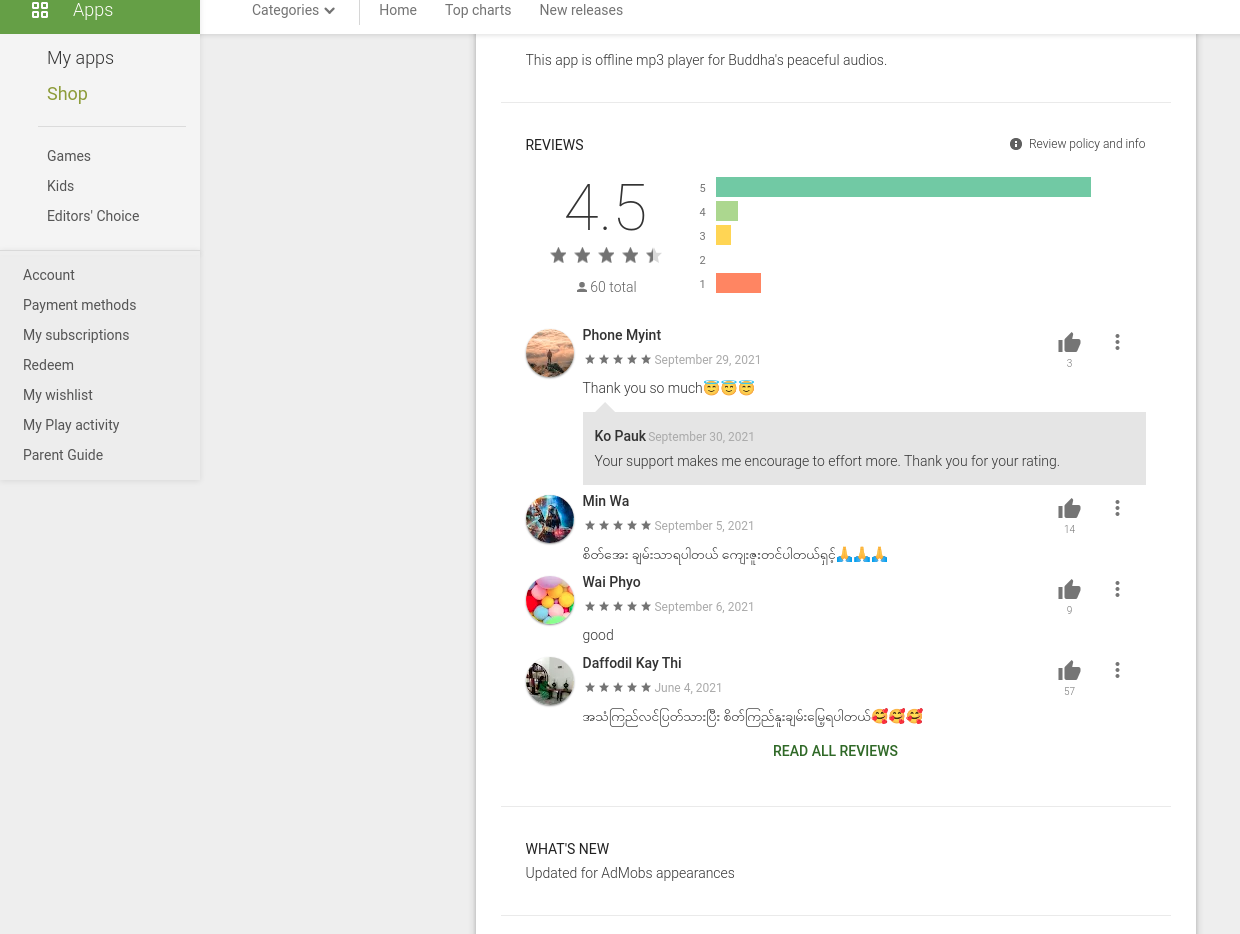 Apps
Categories
Home
Top charts
New releases
My apps
Shop
Games
Kids
Editors' Choice
Account
Payment methods
My subscriptions
Redeem
My wishlist
My Play activity
Parent Guide
This app is offline mp3 player for Buddha's peaceful audios.
REVIEWS
Review policy and info
4.5
60 total
5
4
3
2
1
Phone Myint
September 29, 2021
3
Thank you so much😇😇😇
Ko Pauk September 30, 2021
Your support makes me encourage to effort more. Thank you for your rating.
Min Wa
September 5, 2021
14
စိတ်အေး ချမ်းသာရပါတယ် ကျေးဇူးတင်ပါတယ်ရှင့်🙏🙏🙏
Wai Phyo
September 6, 2021
9
good
Daffodil Kay Thi
June 4, 2021
57
အသံကြည်လင်ပြတ်သားပြီး စိတ်ကြည်နူးချမ်းမြေ့ရပါတယ်🥰🥰🥰
READ ALL REVIEWS
WHAT'S NEW
Updated for AdMobs appearances